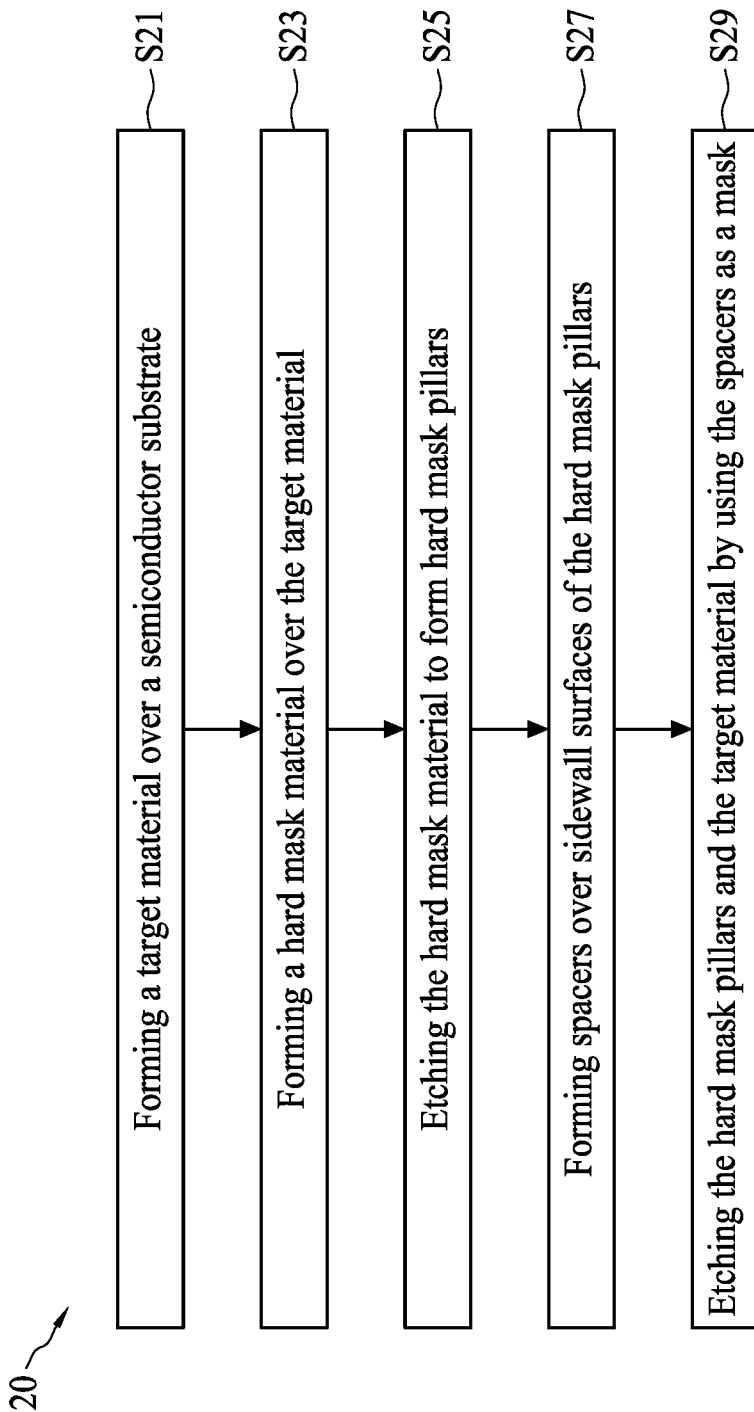 20
Forming a target material over a semiconductor substrate
S21
Forming a hard mask material over the target material
S23
Etching the hard mask material to form hard mask pillars
S25
Forming spacers over sidewall surfaces of the hard mask pillars
S27
Etching the hard mask pillars and the target material by using the spacers as a mask
S29